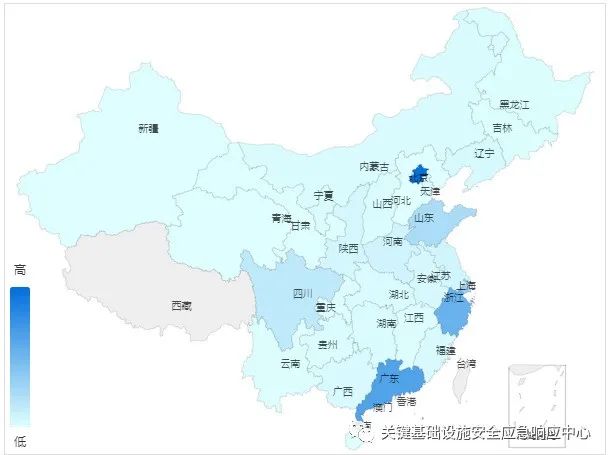 黑龙江
新疆
吉林
辽宁
内蒙古
北京
天津
宁夏
山西
河北
青海
甘肃
山东
陕西
河南
高
西藏
四川
重庆
湖北
安徽
江苏
上海
浙江
湖南
江西
贵州
福建
云南
台湾
广西
广东
澳门
香港
低
关键基础设施安全应急响应中心